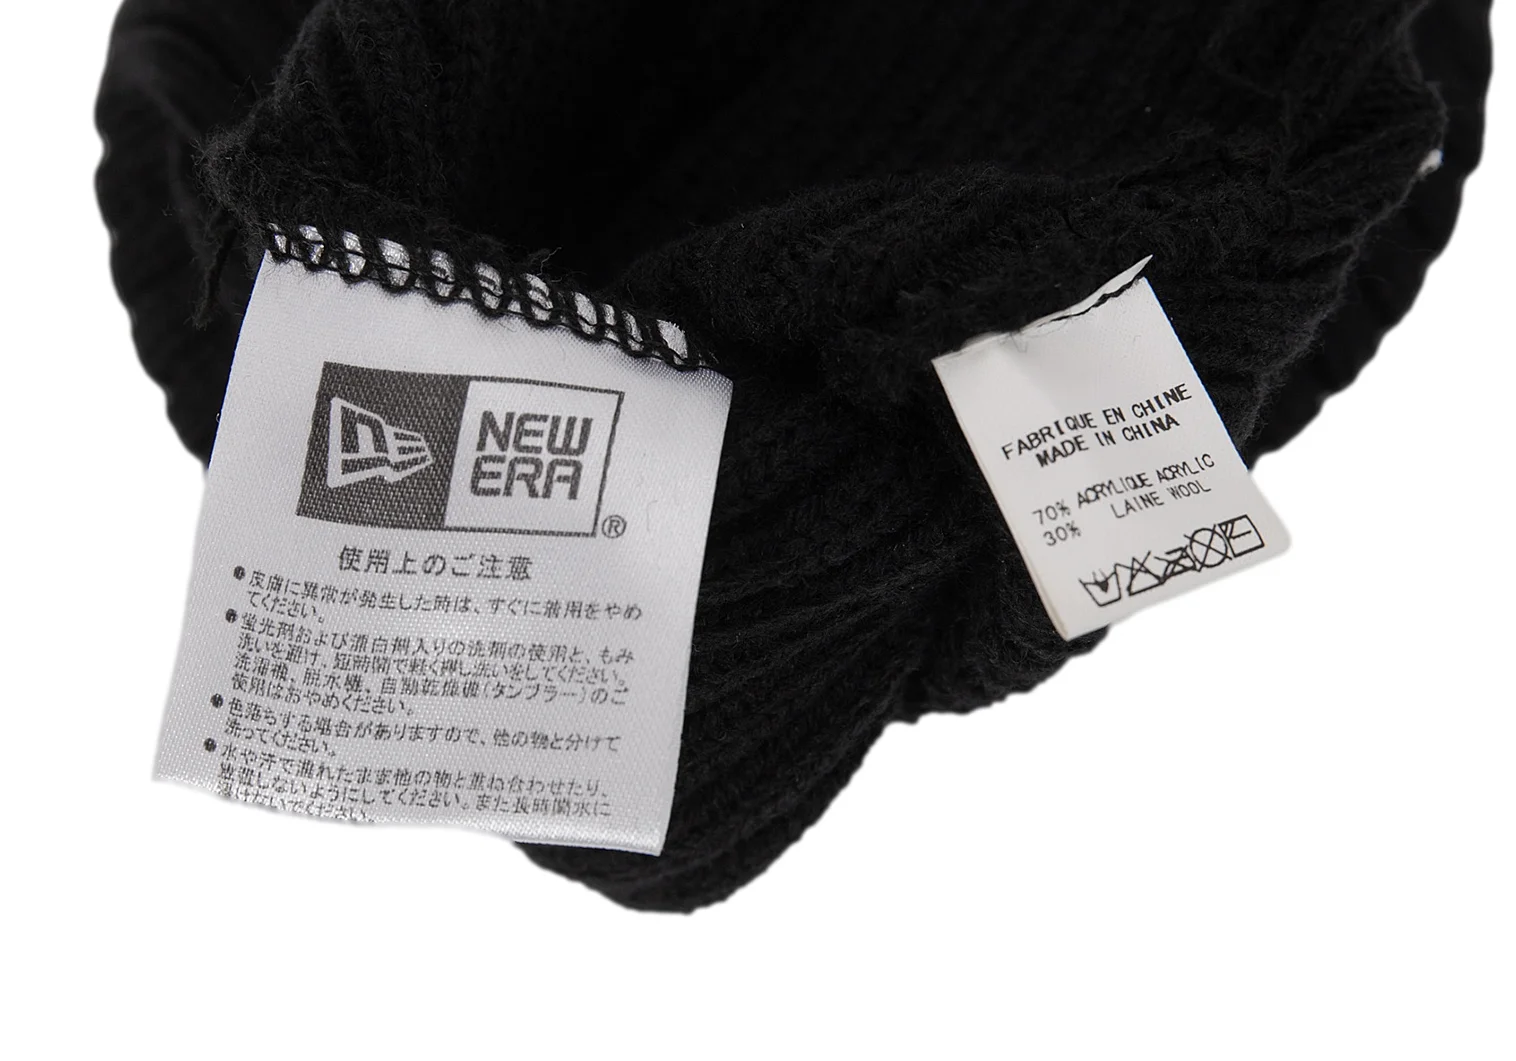 NEW
ERA
®
使用上のご注意
●皮膚に異常が発生した時は、すぐに着用をやめ
てください。
●蛍光剤および漂白剤入りの洗剤の使用と、もみ
洗いを避け、短時間で軽く押し洗いをしてください。
洗濯機、脱水機、自動乾燥機(タンブラー)のご
使用はおやめください。
●色落ちする場合がありますので、他の物と分けて
洗ってください。
●水や汗で濡れたまま他の物と重ね合わせたり、
放置しないようにしてください。また長時間水に
FABRIQUE EN CHINE
MADE IN CHINA
70% ACRYLIQUE ACRYLIC
30% LAINE WOOL